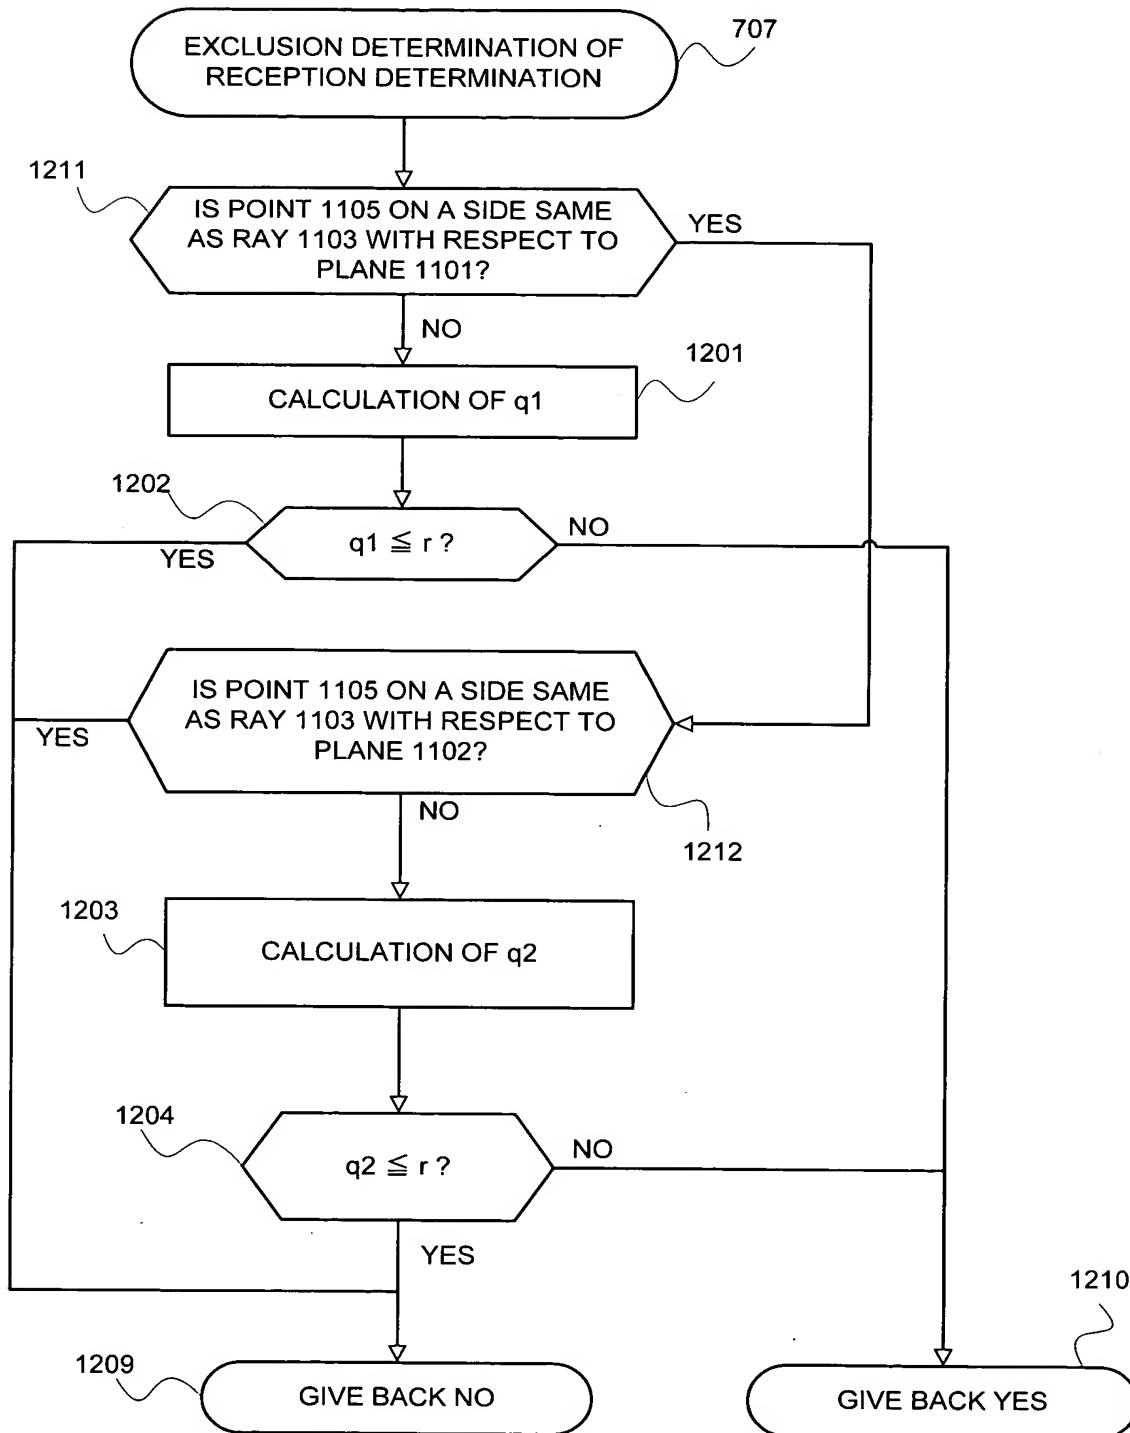 EXCLUSION DETERMINATION OF
RECEPTION DETERMINATION
707
1211
IS POINT 1105 ON A SIDE SAME
AS RAY 1103 WITH RESPECT TO
PLANE 1101?
YES
NO
1201
CALCULATION OF q1
1202
q1 ≦ r ?
YES
NO
IS POINT 1105 ON A SIDE SAME
AS RAY 1103 WITH RESPECT TO
PLANE 1102?
YES
NO
1212
1203
CALCULATION OF q2
1204
q2 ≦ r ?
NO
YES
1209
GIVE BACK NO
1210
GIVE BACK YES